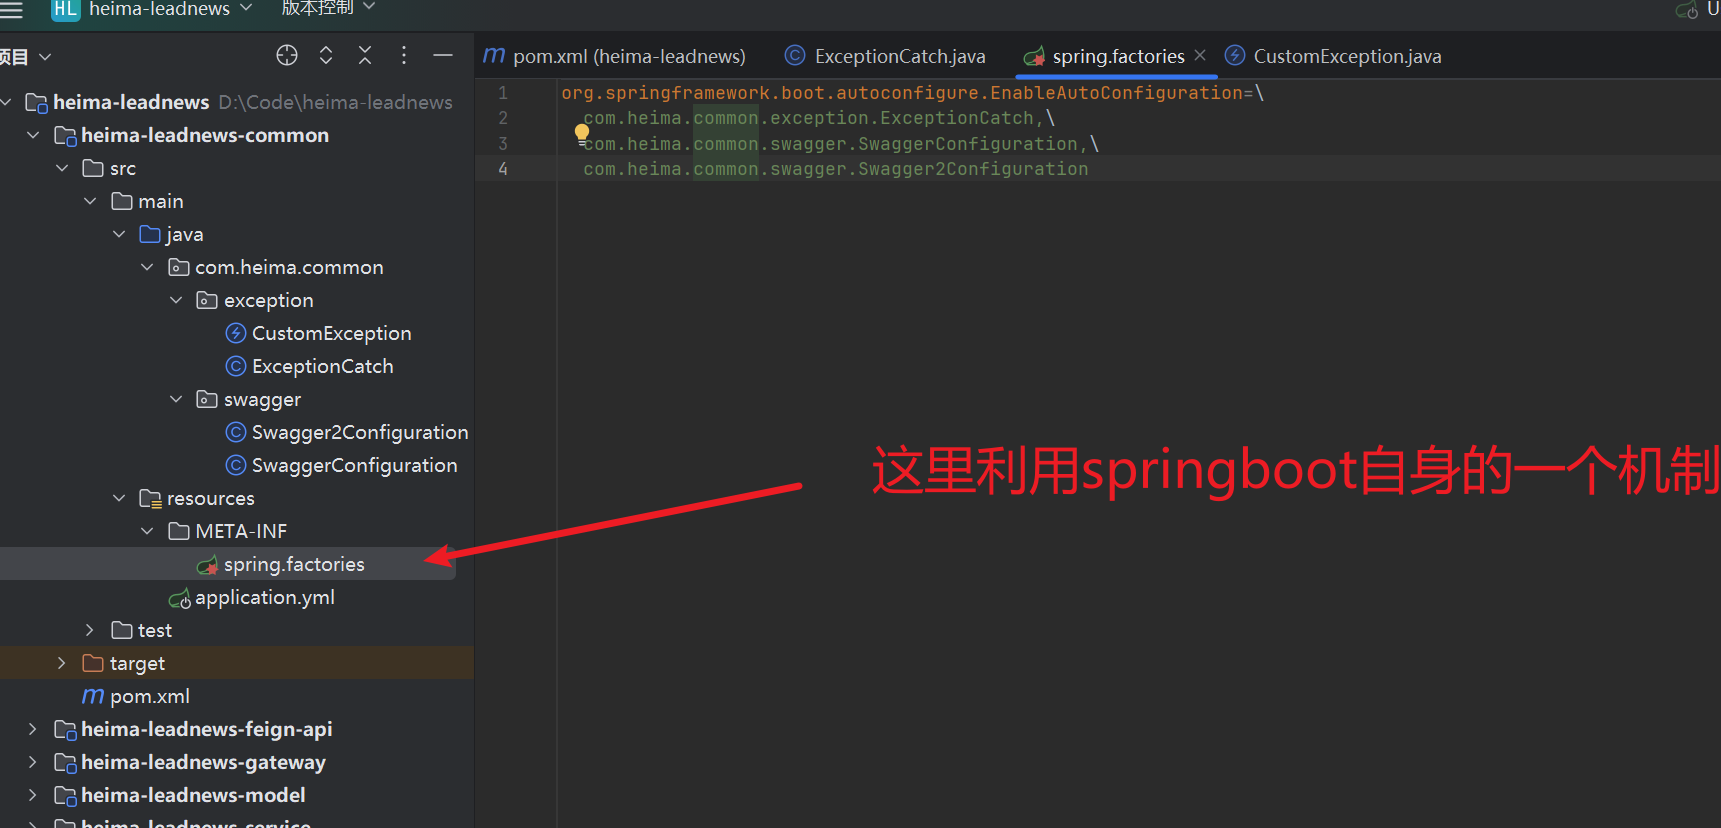 HL heima-leadnews 版本控制
项目
pom.xml (heima-leadnews) ExceptionCatch.java spring.factories CustomException.java
heima-leadnews D:\Code\heima-leadnews
heima-leadnews-common
src
main
java
com.heima.common
exception
CustomException
ExceptionCatch
swagger
Swagger2Configuration
SwaggerConfiguration
resources
META-INF
spring.factories
application.yml
test
target
pom.xml
heima-leadnews-feign-api
heima-leadnews-gateway
heima-leadnews-model
heima-leadnews-service
1 org.springframework.boot.autoconfigure.EnableAutoConfiguration=\
2 com.heima.common.exception.ExceptionCatch,\
3 com.heima.common.swagger.SwaggerConfiguration,\
4 com.heima.common.swagger.Swagger2Configuration
这里利用springboot自身的一个机制